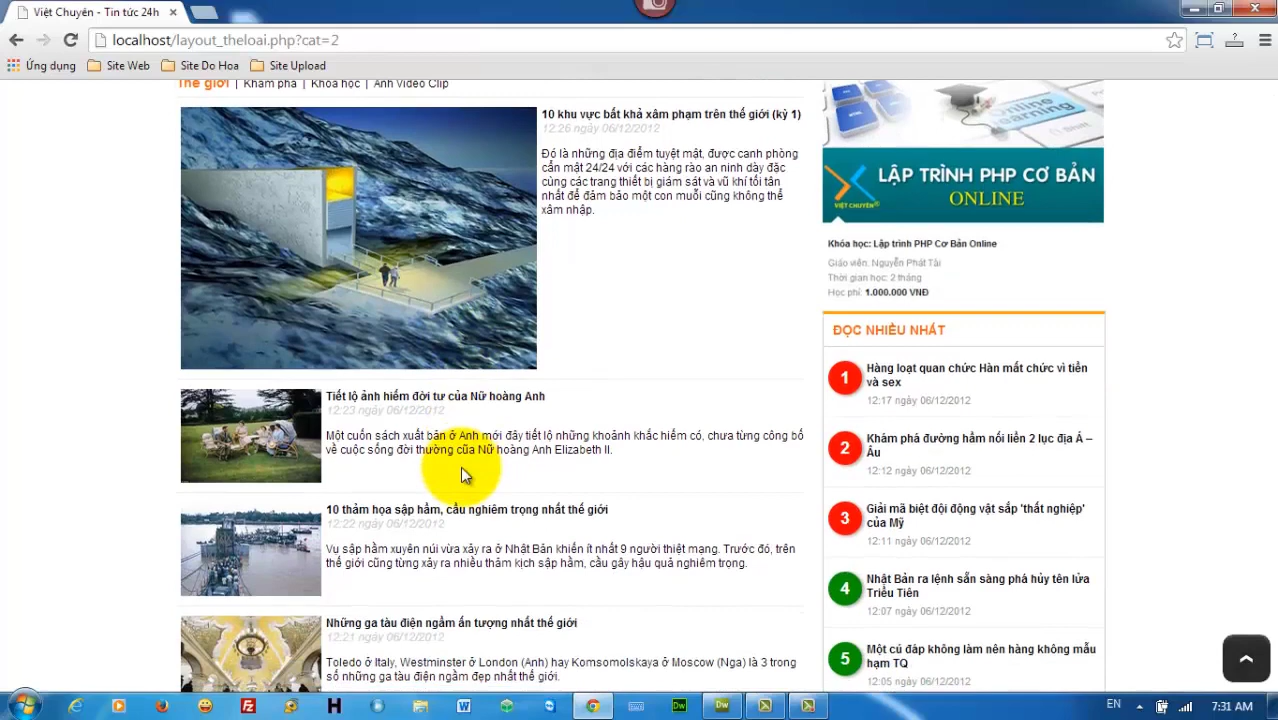 Việt Chuyên - Tin tức 24h
localhost/layout_theloai.php?cat=2
Ứng dụng
Site Web
Site Do Hoa
Site Upload
Thế giới | Khám phá | Khoa học | Ảnh Video Clip
10 khu vực bất khả xâm phạm trên thế giới (kỳ 1)
12:26 ngày 06/12/2012
Đó là những địa điểm tuyệt mật, được canh phòng
cẩn mật 24/24 với các hàng rào an ninh dày đặc
cùng các trang thiết bị giám sát và vũ khí tối tân
nhất để đảm bảo một con muỗi cũng không thể
xâm nhập.
Tiết lộ ảnh hiếm đời tư của Nữ hoàng Anh
12:23 ngày 06/12/2012
Một cuốn sách xuất bản ở Anh mới đây tiết lộ những khoảnh khắc hiếm có, chưa từng công bố
về cuộc sống đời thường của Nữ hoàng Anh Elizabeth II.
10 thảm họa sập hầm, cầu nghiêm trọng nhất thế giới
12:22 ngày 06/12/2012
Vụ sập hầm xuyên núi vừa xảy ra ở Nhật Bản khiến ít nhất 9 người thiệt mạng. Trước đó, trên
thế giới cũng từng xảy ra nhiều thảm kịch sập hầm, cầu gây hậu quả nghiêm trọng.
Những ga tàu điện ngầm ấn tượng nhất thế giới
12:21 ngày 06/12/2012
Toledo ở Italy, Westminster ở London (Anh) hay Komsomolskaya ở Moscow (Nga) là 3 trong
số những ga tàu điện ngầm đẹp nhất thế giới.
HTML
online
learning
Shift
VIỆT CHUYÊN
LẬP TRÌNH PHP CƠ BẢN
ONLINE
Khóa học: Lập trình PHP Cơ Bản Online
Giáo viên: Nguyễn Phát Tài
Thời gian học: 2 tháng
Học phí: 1.000.000 VNĐ
ĐỌC NHIỀU NHẤT
1
Hàng loạt quan chức Hàn mất chức vì tiền
và sex
12:17 ngày 06/12/2012
2
Khám phá đường hầm nối liền 2 lục địa Á –
Âu
12:12 ngày 06/12/2012
3
Giải mã biệt đội động vật sắp 'thất nghiệp'
của Mỹ
12:11 ngày 06/12/2012
4
Nhật Bản ra lệnh sẵn sàng phá hủy tên lửa
Triều Tiên
12:07 ngày 06/12/2012
5
Một cú đáp không làm nên hàng không mẫu
hạm TQ
12:05 ngày 06/12/2012
EN
7:31 AM